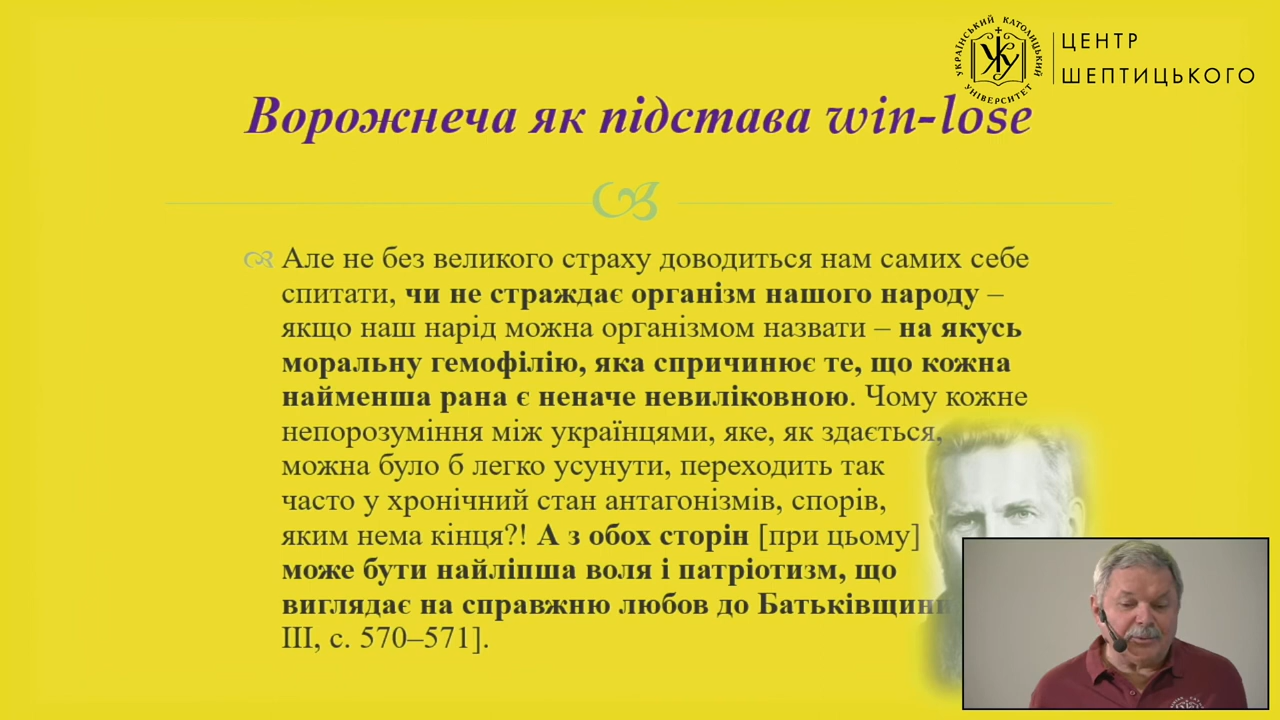 УКРАЇНСЬКИЙ КАТОЛИЦЬКИЙ УНІВЕРСИТЕТ
ЦЕНТР
ШЕПТИЦЬКОГО
Ворожнеча як підстава win-lose
Але не без великого страху доводиться нам самих себе
спитати, чи не страждає організм нашого народу –
якщо наш нарід можна організмом назвати – на якусь
моральну гемофілію, яка спричинює те, що кожна
найменша рана є неначе невиліковною. Чому кожне
непорозуміння між українцями, яке, як здається,
можна було б легко усунути, переходить так
часто у хронічний стан антагонізмів, спорів,
яким нема кінця?! А з обох сторін [при цьому]
може бути найліпша воля і патріотизм, що
виглядає на справжню любов до Батьківщини
ІІІ, с. 570–571].